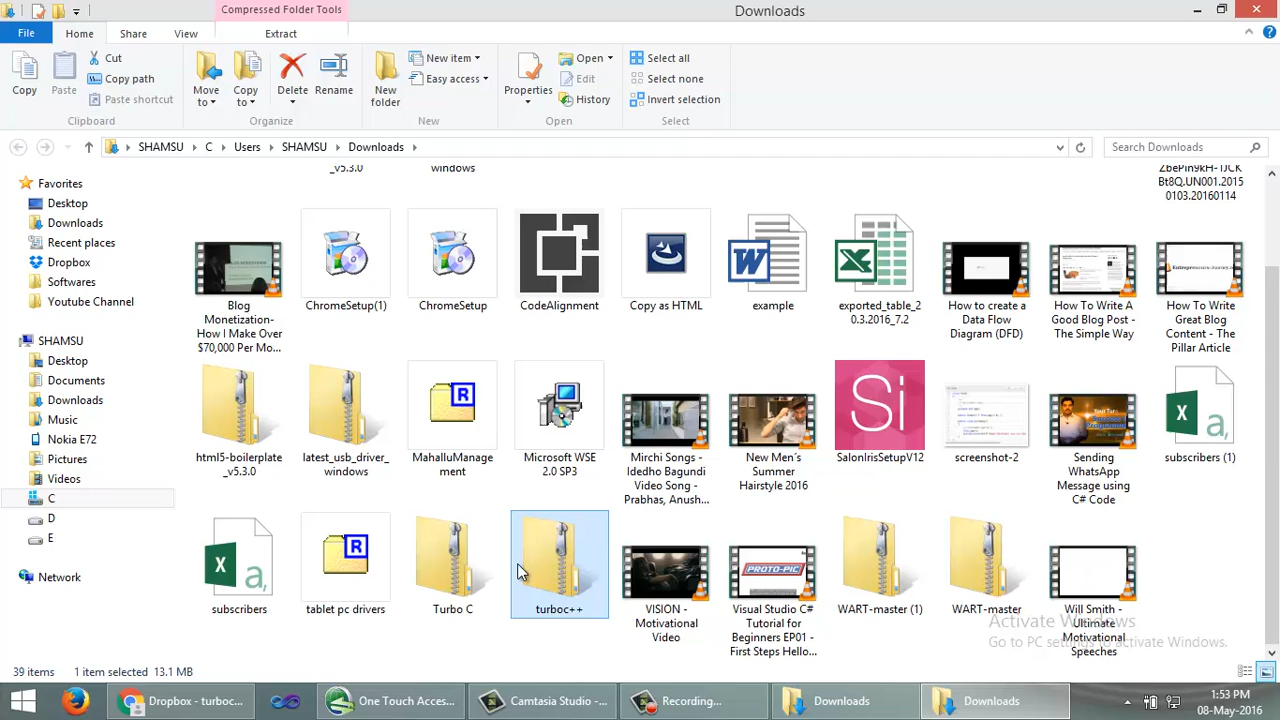 Compressed Folder Tools
Downloads
File
Home
Share
View
Extract
Copy
Paste
Cut
Copy path
Paste shortcut
Clipboard
Move to
Copy to
Delete
Rename
Organize
New folder
New item
Easy access
New
Properties
Open
Edit
History
Open
Select all
Select none
Invert selection
Select
SHAMSU
C
Users
SHAMSU
Downloads
Search Downloads
Favorites
Desktop
Downloads
Recent places
Dropbox
Softwares
Youtube Channel
SHAMSU
Desktop
Documents
Downloads
Music
Nokia E72
Pictures
Videos
C
D
E
Network
_v5.3.0
windows
Bt8Q.UN001.2015
0103.20160114
Blog
Monetization-
How I Make Over
$70,000 Per Mo...
ChromeSetup(1)
ChromeSetup
CodeAlignment
Copy as HTML
example
exported_table_2
0.3.2016_7.2
How to create a
Data Flow
Diagram (DFD)
How To Write A
Good Blog Post -
The Simple Way
How To Write
Great Blog
Content - The
Pillar Article
html5-boilerplate
_v5.3.0
latest_usb_driver_
windows
MahalluManage
ment
Microsoft WSE
2.0 SP3
Mirchi Songs -
Idedho Bagundi
Video Song -
Prabhas, Anush...
New Men's
Summer
Hairstyle 2016
Si
SalonIrisSetupV12
screenshot-2
Sending
WhatsApp
Message using
C# Code
subscribers (1)
subscribers
tablet pc drivers
Turbo C
turboc++
VISION -
Motivational
Video
PROTO-PIC
Visual Studio C#
Tutorial for
Beginners EP01 -
First Steps Hello...
WART-master (1)
WART-master
Will Smith -
Ultimate
Motivational
Speeches
Activate Windows
Go to PC settings to activate Windows.
39 items
1 item selected 13.1 MB
Dropbox - turboc...
One Touch Acces...
Camtasia Studio -...
Recording...
Downloads
Downloads
1:53 PM
08-May-2016